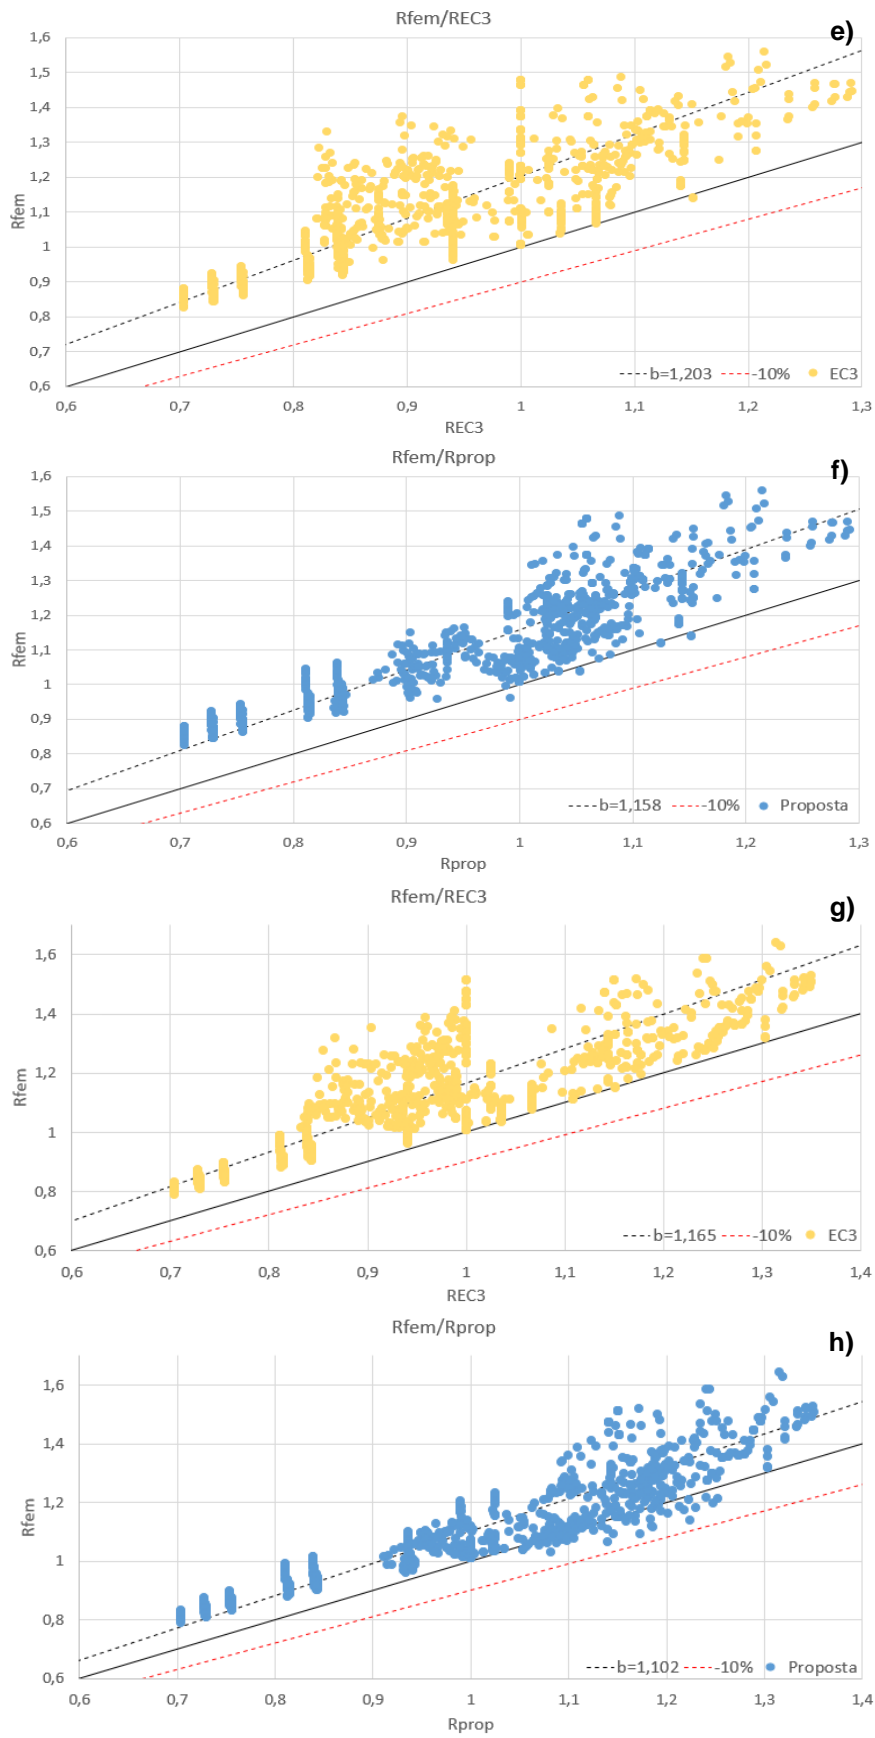 Rfem/REC3
e)
1,6
1,5
1,4
1,3
1,2
1,1
1
0,9
0,8
0,7
0,6
Rfem
b=1,203 -10% EC3
0,6 0,7 0,8 0,9 1 1,1 1,2 1,3
REC3
Rfem/Rprop
f)
1,6
1,5
1,4
1,3
1,2
1,1
1
0,9
0,8
0,7
0,6
Rfem
b=1,158 -10% Proposta
0,6 0,7 0,8 0,9 1 1,1 1,2 1,3
Rprop
Rfem/REC3
g)
1,6
1,4
1,2
1
0,8
0,6
Rfem
b=1,165 -10% EC3
0,6 0,7 0,8 0,9 1 1,1 1,2 1,3 1,4
REC3
Rfem/Rprop
h)
1,6
1,4
1,2
1
0,8
0,6
Rfem
b=1,102 -10% Proposta
0,6 0,7 0,8 0,9 1 1,1 1,2 1,3 1,4
Rprop